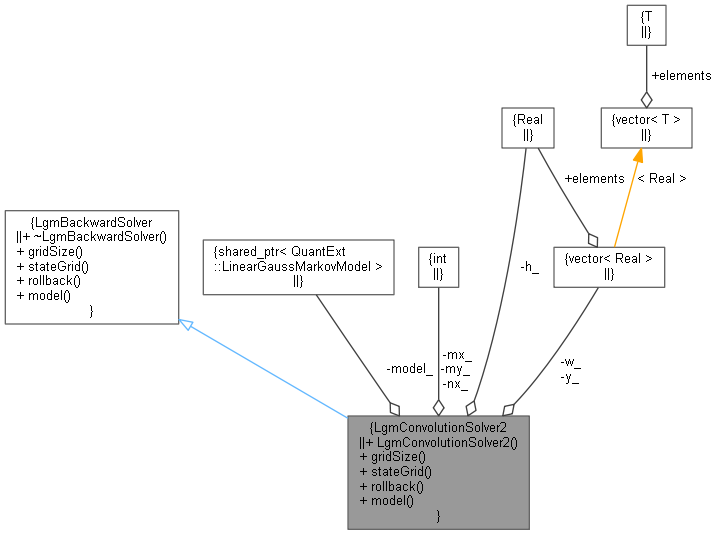 {T
||}
+elements
{Real
||}
{vector< T >
||}
+elements
< Real >
{LgmBackwardSolver
||+ ~LgmBackwardSolver()
+ gridSize()
+ stateGrid()
+ rollback()
+ model()
}
{shared_ptr< QuantExt
::LinearGaussMarkovModel >
||}
{int
||}
-h_
{vector< Real >
||}
-model_
-mx_
-my_
-nx_
-w_
-y_
{LgmConvolutionSolver2
||+ LgmConvolutionSolver2()
+ gridSize()
+ stateGrid()
+ rollback()
+ model()
}